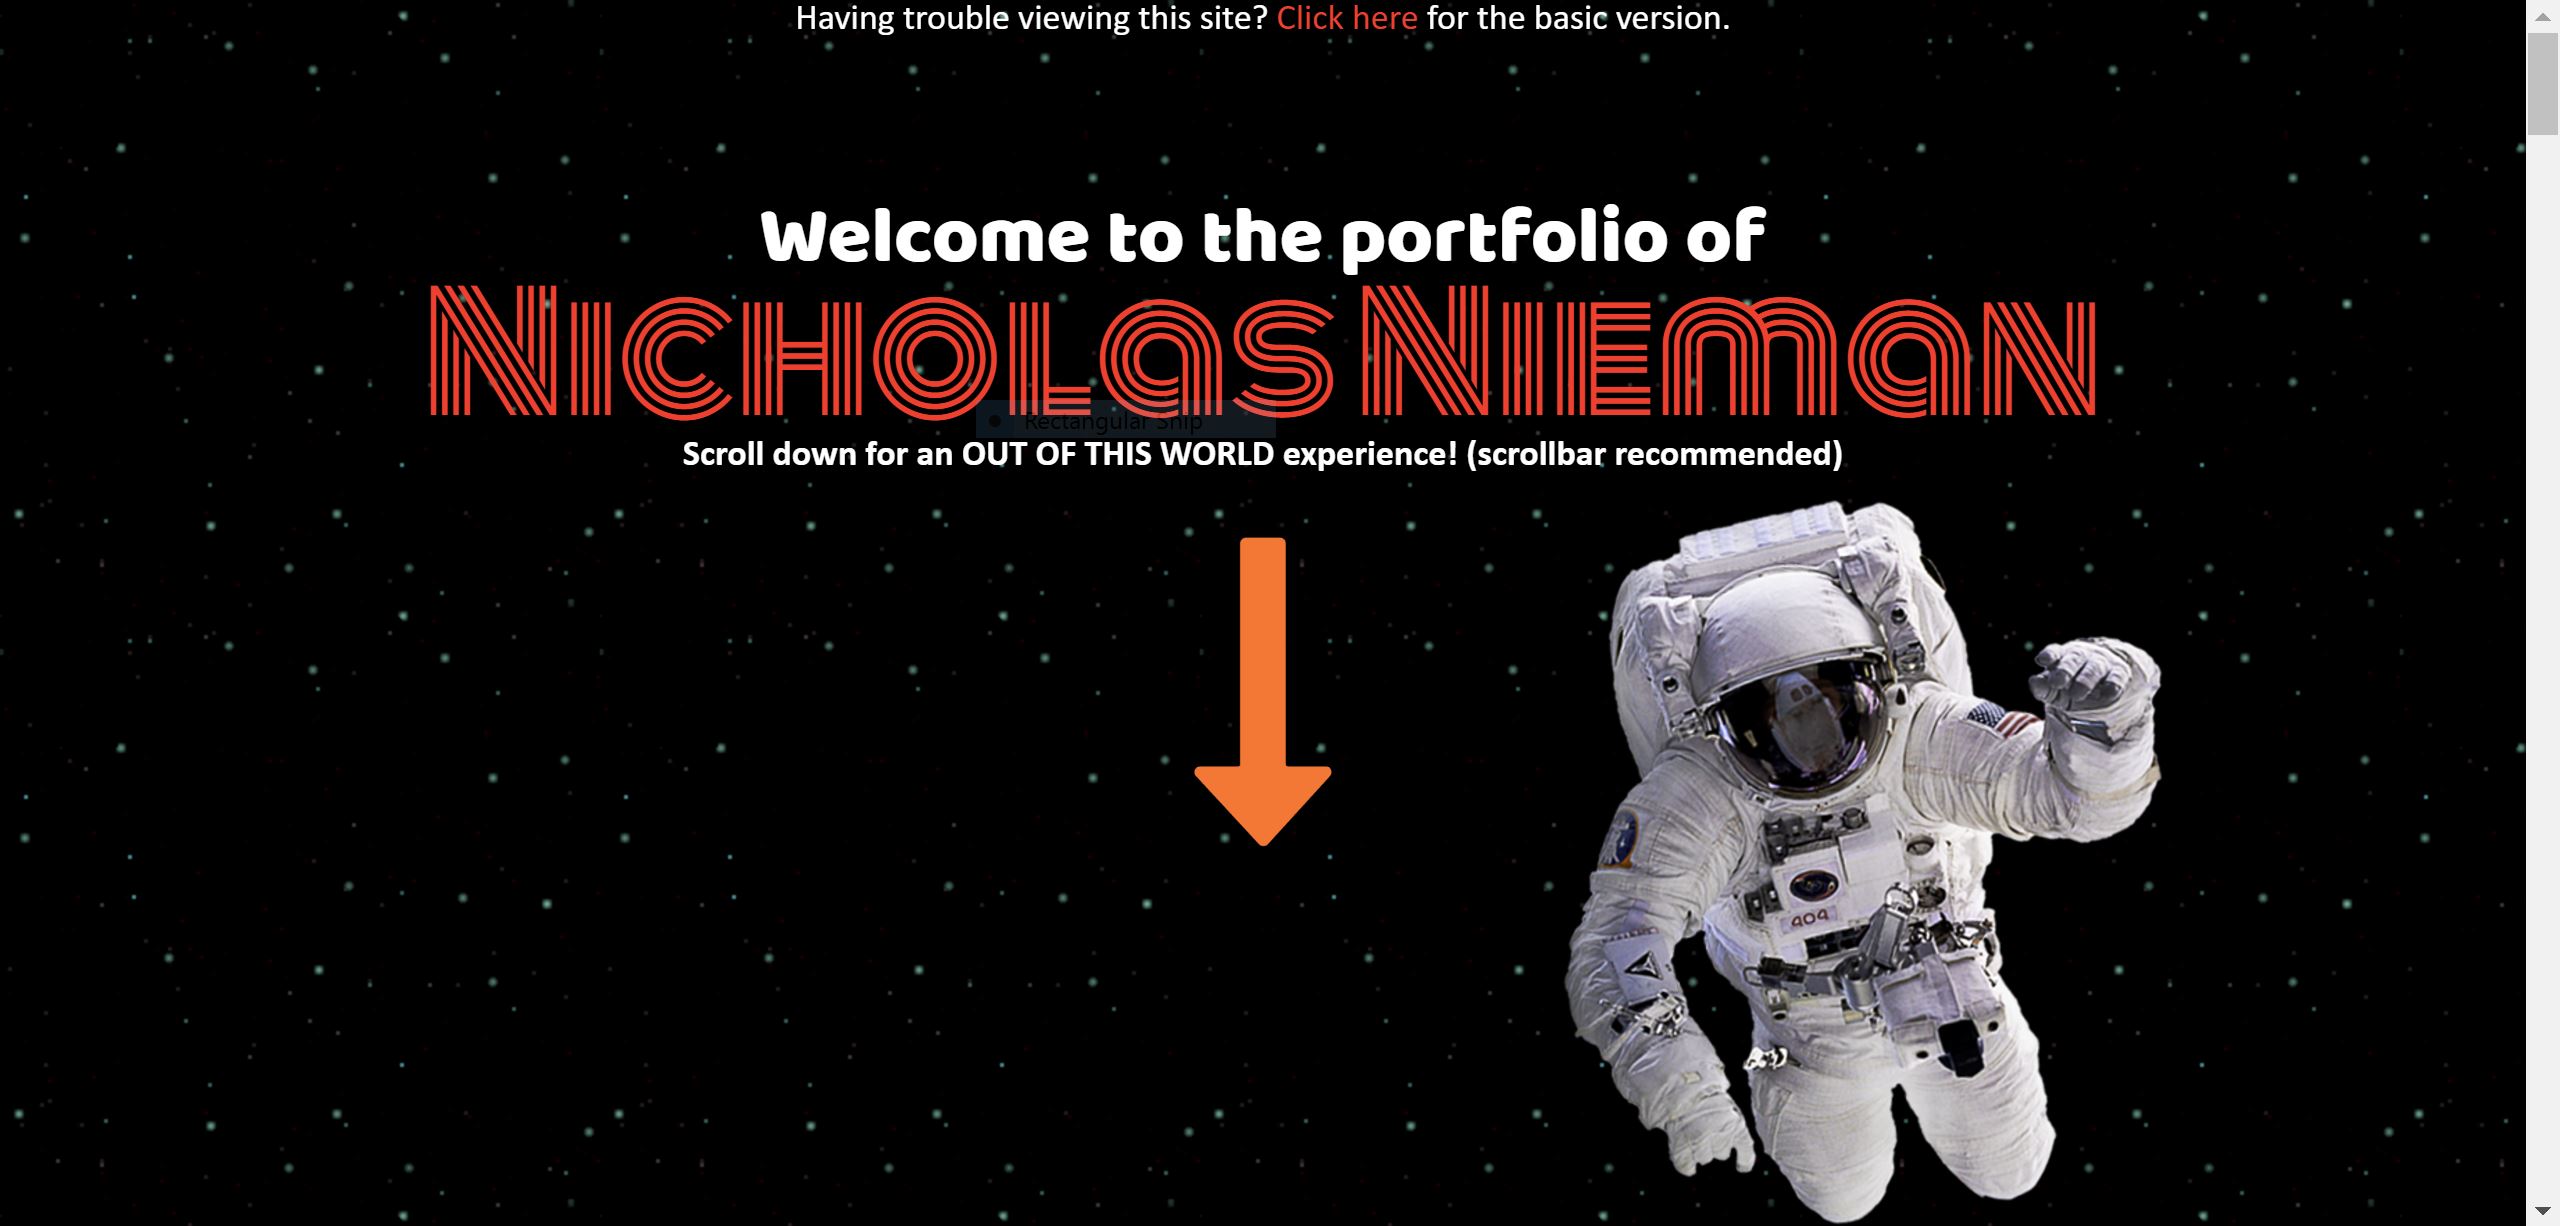 Having trouble viewing this site? Click here for the basic version.
Welcome to the portfolio of
Nicholas Nieman
Rectangular Snip
Scroll down for an OUT OF THIS WORLD experience! (scrollbar recommended)
404